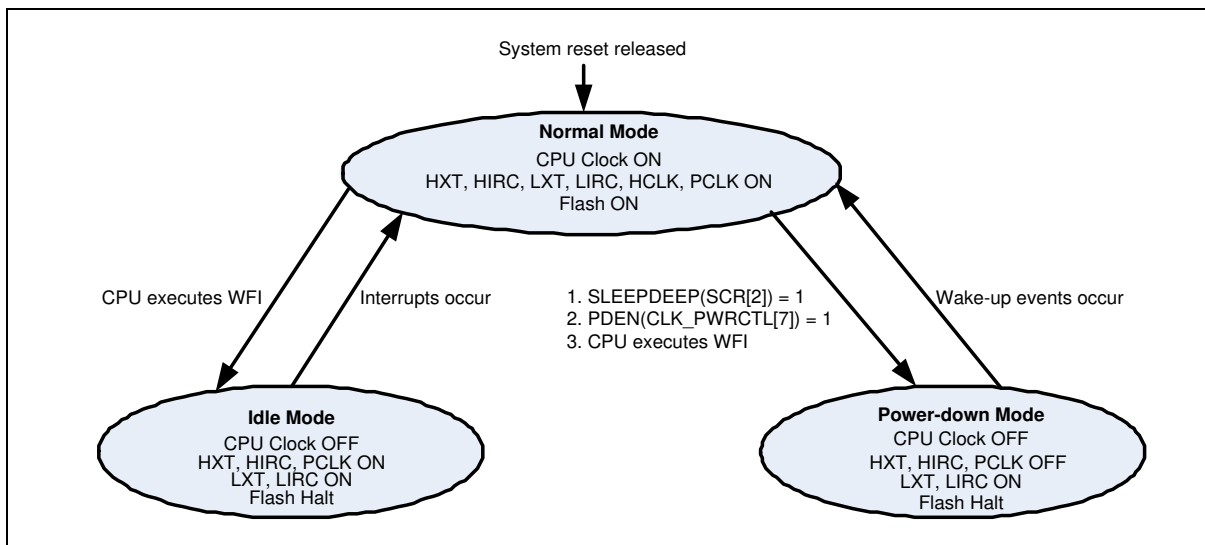 System reset released
Normal Mode
CPU Clock ON
HXT, HIRC, LXT, LIRC, HCLK, PCLK ON
Flash ON
CPU executes WFI
Interrupts occur
1. SLEEPDEEP(SCR[2]) = 1
2. PDEN(CLK_PWRCTL[7]) = 1
3. CPU executes WFI
Wake-up events occur
Idle Mode
CPU Clock OFF
HXT, HIRC, PCLK ON
LXT, LIRC ON
Flash Halt
Power-down Mode
CPU Clock OFF
HXT, HIRC, PCLK OFF
LXT, LIRC ON
Flash Halt